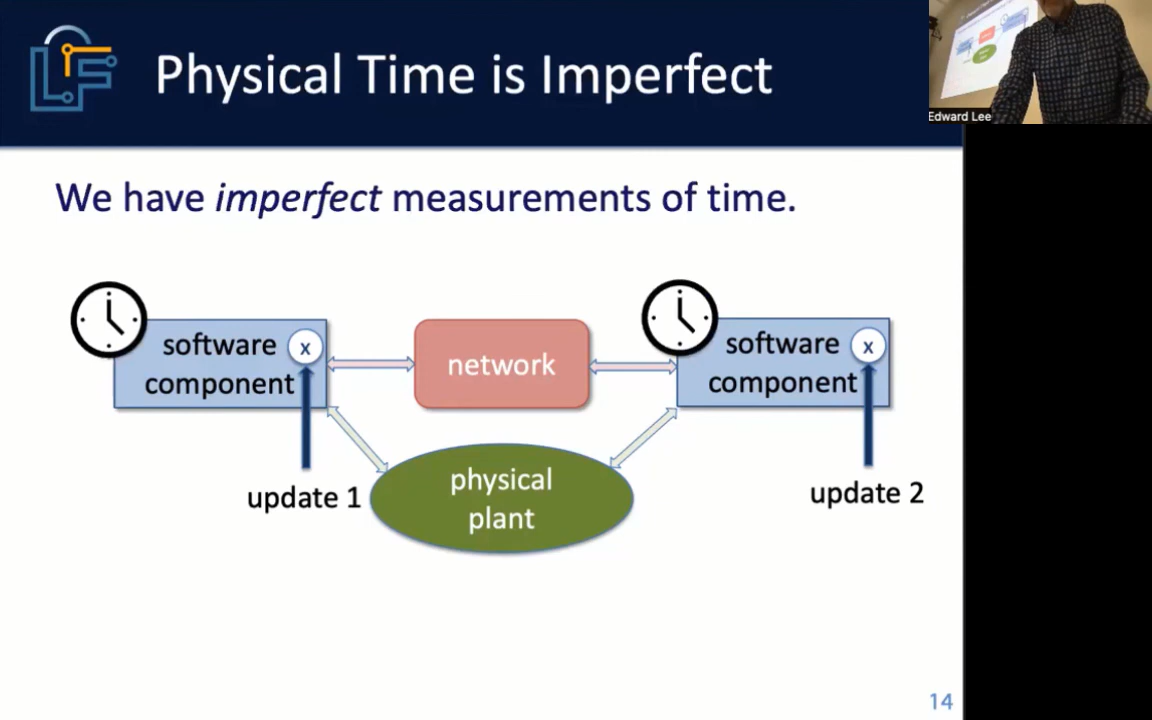 Physical Time is Imperfect
Edward Lee
We have imperfect measurements of time.
software
component
x
network
software
component
x
physical
plant
update 1
update 2
14